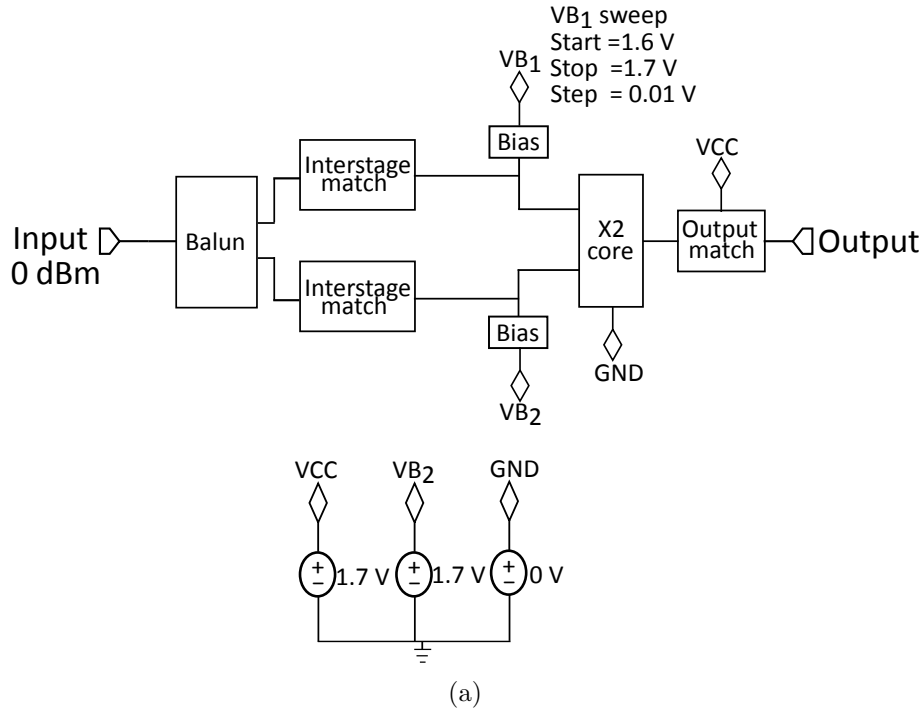 VB1 sweep
Start =1.6 V
Stop =1.7 V
Step = 0.01 V
VB1
Bias
Interstage
match
VCC
Input
0 dBm
Balun
X2
core
Output
match
Output
Interstage
match
Bias
GND
VB2
VCC
VB2
GND
+
−
1.7 V
+
−
1.7 V
+
−
0 V
(a)